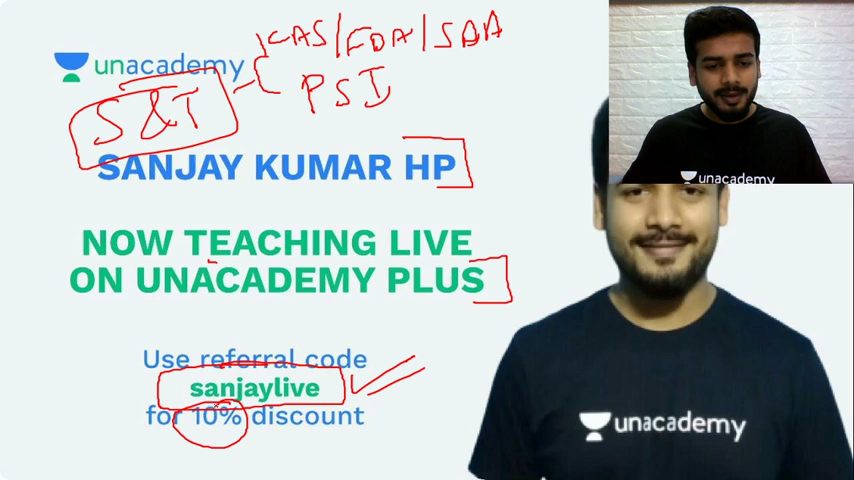 KAS/FDA/SDA
unacademy
PSI
S&T
SANJAY KUMAR HP
NOW TEACHING LIVE
ON UNACADEMY PLUS
Use referral code
sanjaylive
for 10% discount
unacademy
unacademy